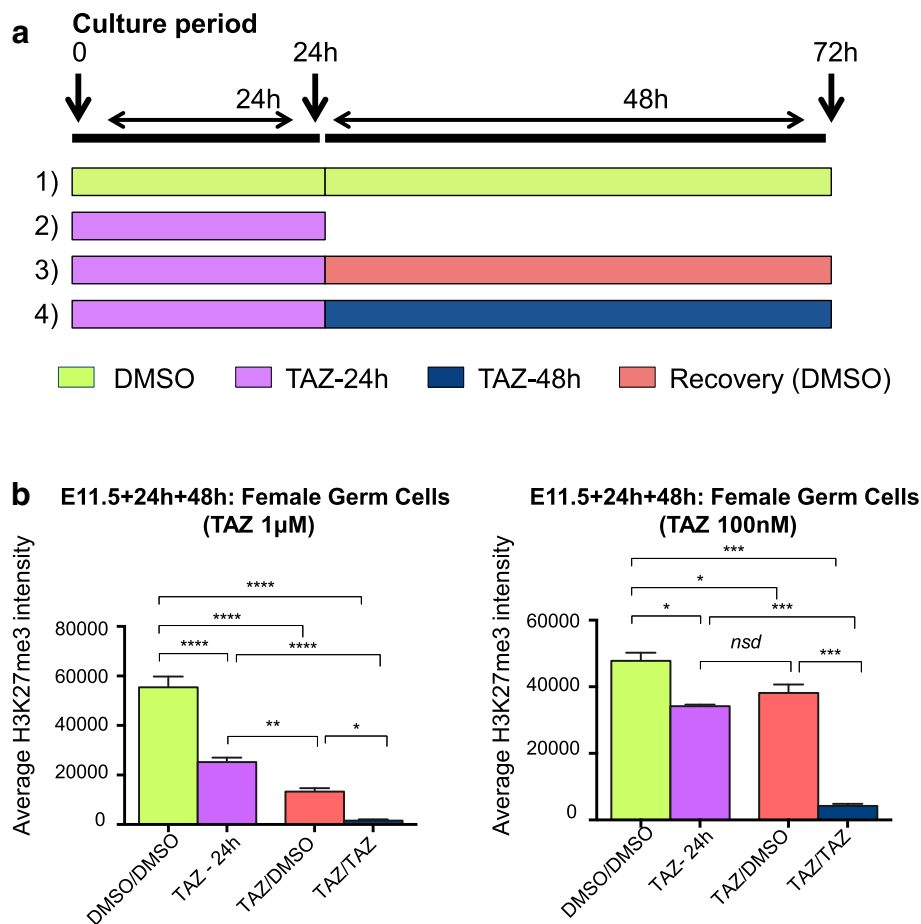 a
Culture period
0 24h 72h
24h 48h
1)
2)
3)
4)
DMSO TAZ-24h TAZ-48h Recovery (DMSO)
b
E11.5+24h+48h: Female Germ Cells
(TAZ 1µM)
Average H3K27me3 intensity
80000
60000
40000
20000
0
****
****
**** ****
** *
DMSO/DMSO
TAZ - 24h
TAZ/DMSO
TAZ/TAZ
E11.5+24h+48h: Female Germ Cells
(TAZ 100nM)
Average H3K27me3 intensity
60000
40000
20000
0
***
*
* ***
nsd ***
DMSO/DMSO
TAZ- 24h
TAZ/DMSO
TAZ/TAZ